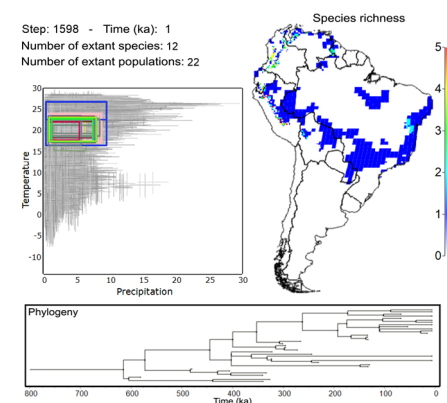 Species richness
Step: 1598 - Time (ka): 1
Number of extant species: 12
Number of extant populations: 22
30
25
20
15
10
5
0
-5
-10
Temperature
0 5 10 15 20 25 30
Precipitation
5
4
3
2
1
0
Phylogeny
800 700 600 500 400 300 200 100 0
Time (ka)